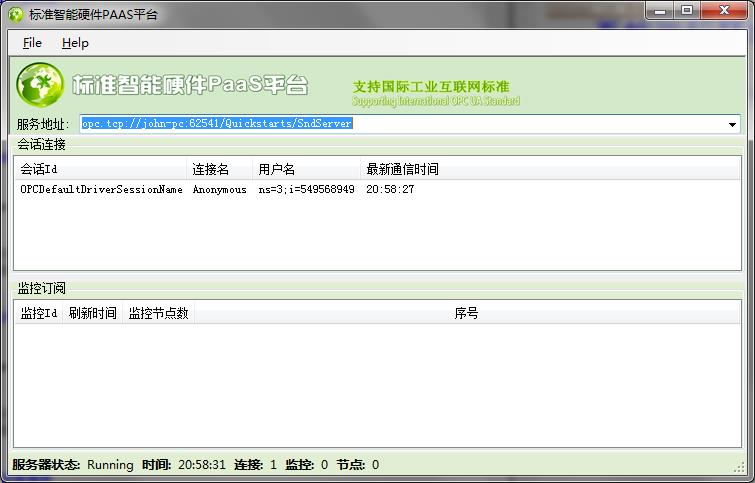 标准智能硬件PAAS平台
File Help
标准智能硬件PaaS平台
支持国际工业互联网标准
Supporting International OPC UA Standard
服务地址: opc.tcp://john-pc:62541/Quickstarts/SndServer
会话连接
会话Id 连接名 用户名 最新通信时间
OPCDefaultDriverSessionName Anonymous ns=3;i=549568949 20:58:27
监控订阅
监控Id 刷新时间 监控节点数 序号
服务器状态: Running 时间: 20:58:31 连接: 1 监控: 0 节点: 0